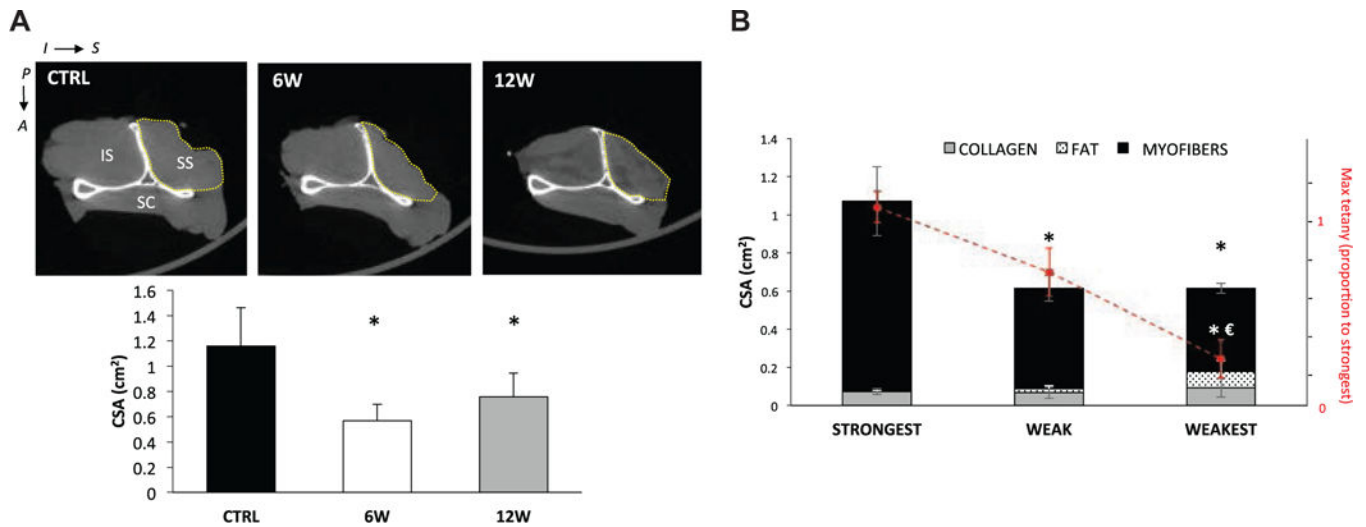 A
I → S
P
↓
A
CTRL
IS
SS
SC
6W
12W
CSA (cm²)
1.6
1.4
1.2
1
0.8
0.6
0.4
0.2
0
*
*
CTRL
6W
12W
B
COLLAGEN
FAT
MYOFIBERS
CSA (cm²)
1.4
1.2
1
0.8
0.6
0.4
0.2
0
*
*
* €
STRONGEST
WEAK
WEAKEST
1
0
Max tetany (proportion to strongest)